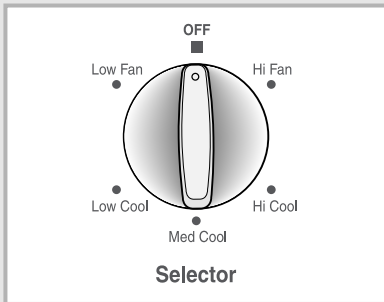 OFF
Low Fan
Hi Fan
Low Cool
Hi Cool
Med Cool
Selector